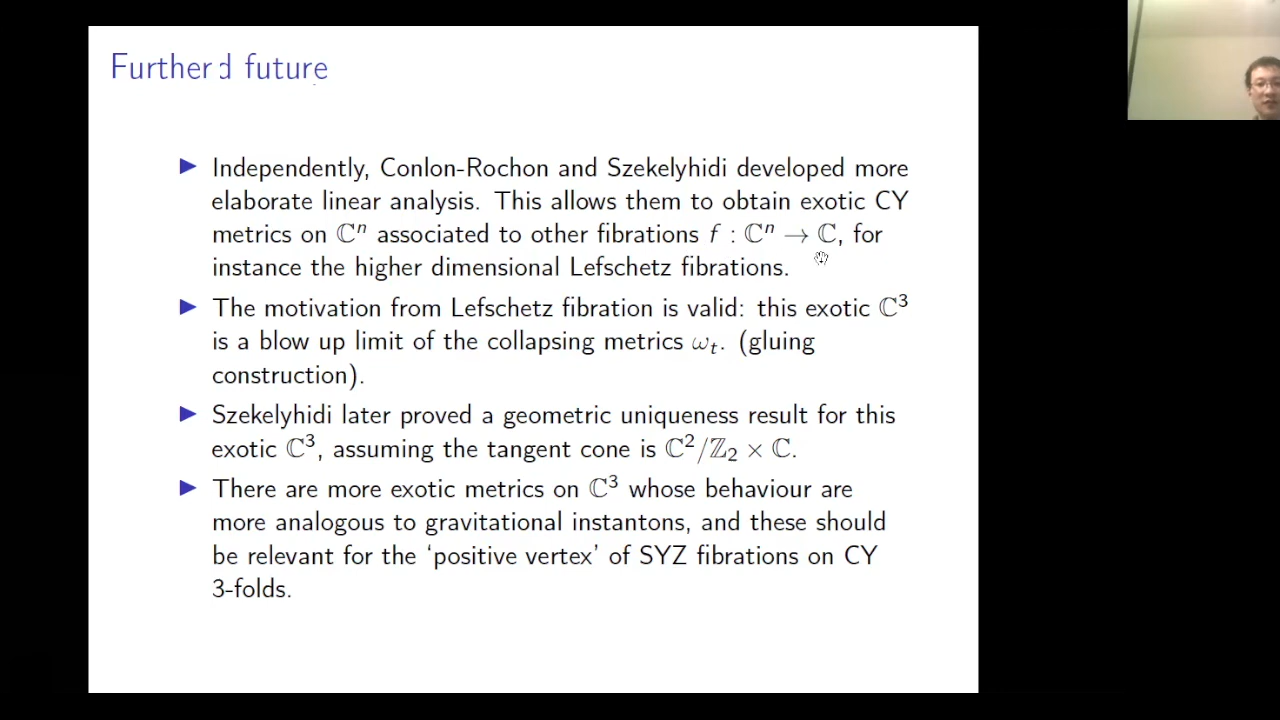 Further d future
▶ Independently, Conlon-Rochon and Szekelyhidi developed more
elaborate linear analysis. This allows them to obtain exotic CY
metrics on ℂⁿ associated to other fibrations f : ℂⁿ → ℂ, for
instance the higher dimensional Lefschetz fibrations.
▶ The motivation from Lefschetz fibration is valid: this exotic ℂ³
is a blow up limit of the collapsing metrics ωₜ. (gluing
construction).
▶ Szekelyhidi later proved a geometric uniqueness result for this
exotic ℂ³, assuming the tangent cone is ℂ²/ℤ₂ × ℂ.
▶ There are more exotic metrics on ℂ³ whose behaviour are
more analogous to gravitational instantons, and these should
be relevant for the ‘positive vertex’ of SYZ fibrations on CY
3-folds.